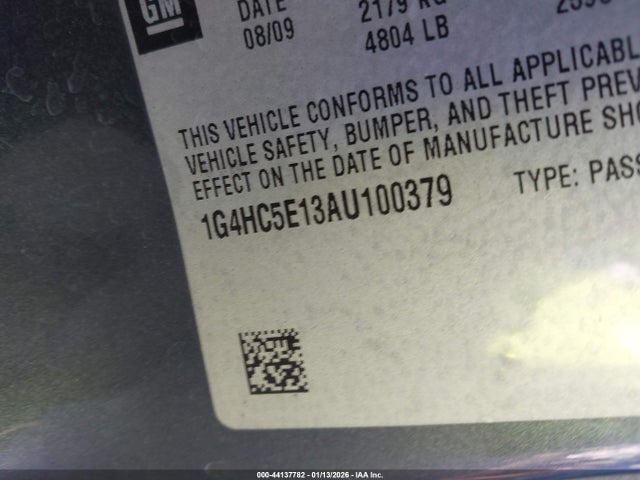 GM
DATE 2179 KG
08/09 4804 LB
THIS VEHICLE CONFORMS TO ALL APPLICABL
VEHICLE SAFETY, BUMPER, AND THEFT PREV
EFFECT ON THE DATE OF MANUFACTURE SHO
1G4HC5E13AU100379 TYPE: PASS
000-44137782 - 01/13/2026 - IAA Inc.